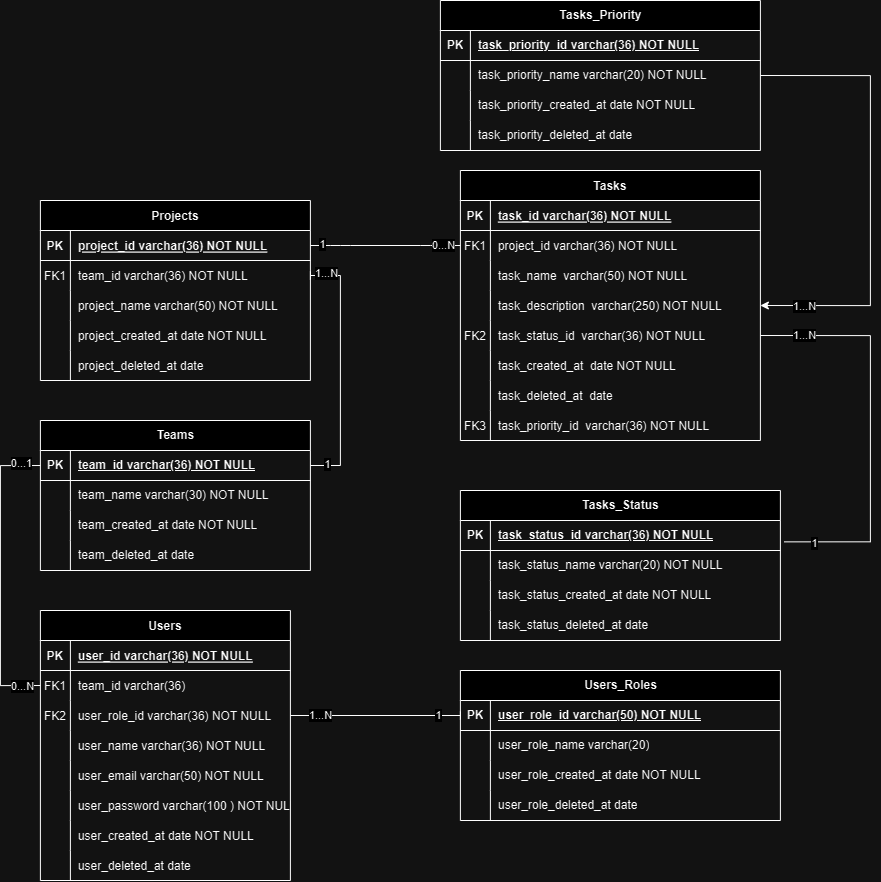 Tasks_Priority
PK task_priority_id varchar(36) NOT NULL
task_priority_name varchar(20) NOT NULL
task_priority_created_at date NOT NULL
task_priority_deleted_at date
Tasks
PK task_id varchar(36) NOT NULL
FK1 project_id varchar(36) NOT NULL
task_name varchar(50) NOT NULL
task_description varchar(250) NOT NULL
FK2 task_status_id varchar(36) NOT NULL
task_created_at date NOT NULL
task_deleted_at date
FK3 task_priority_id varchar(36) NOT NULL
1...N
1...N
Projects
PK project_id varchar(36) NOT NULL
FK1 team_id varchar(36) NOT NULL
project_name varchar(50) NOT NULL
project_created_at date NOT NULL
project_deleted_at date
1
0...N
1...N
Teams
PK team_id varchar(36) NOT NULL
team_name varchar(30) NOT NULL
team_created_at date NOT NULL
team_deleted_at date
0...1
1
Tasks_Status
PK task_status_id varchar(36) NOT NULL
task_status_name varchar(20) NOT NULL
task_status_created_at date NOT NULL
task_status_deleted_at date
1
Users
PK user_id varchar(36) NOT NULL
FK1 team_id varchar(36)
FK2 user_role_id varchar(36) NOT NULL
user_name varchar(36) NOT NULL
user_email varchar(50) NOT NULL
user_password varchar(100 ) NOT NUL
user_created_at date NOT NULL
user_deleted_at date
0...N
1...N
1
Users_Roles
PK user_role_id varchar(50) NOT NULL
user_role_name varchar(20)
user_role_created_at date NOT NULL
user_role_deleted_at date